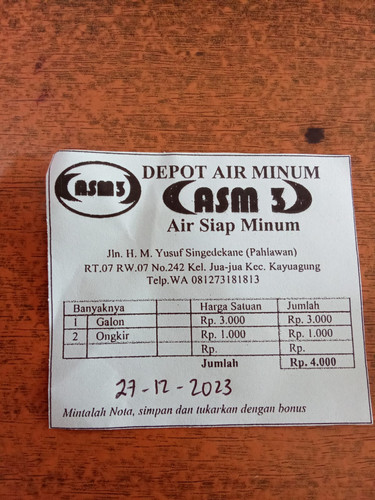 ASM 3
DEPOT AIR MINUM
ASM 3
Air Siap Minum
Jln. H. M. Yusuf Singedekane (Pahlawan)
RT.07 RW.07 No.242 Kel. Jua-jua Kec. Kayuagung
Telp.WA 081273181813
Banyaknya Harga Satuan Jumlah
1 Galon Rp. 3.000 Rp. 3.000
2 Ongkir Rp. 1.000 Rp. 1.000
Rp. Rp.
Jumlah Rp. 4.000
27-12-2023
Mintalah Nota, simpan dan tukarkan dengan bonus